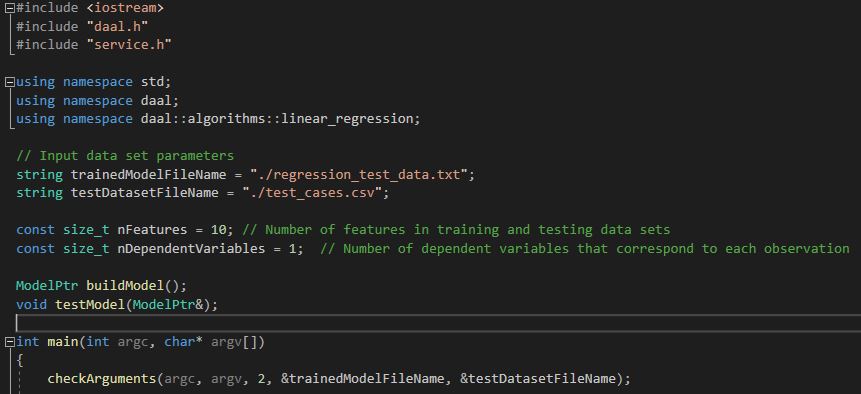 #include <iostream>
#include "daal.h"
#include "service.h"
using namespace std;
using namespace daal;
using namespace daal::algorithms::linear_regression;
// Input data set parameters
string trainedModelFileName = "./regression_test_data.txt";
string testDatasetFileName = "./test_cases.csv";
const size_t nFeatures = 10; // Number of features in training and testing data sets
const size_t nDependentVariables = 1;  // Number of dependent variables that correspond to each observation
ModelPtr buildModel();
void testModel(ModelPtr&);
int main(int argc, char* argv[])
{
    checkArguments(argc, argv, 2, &trainedModelFileName, &testDatasetFileName);